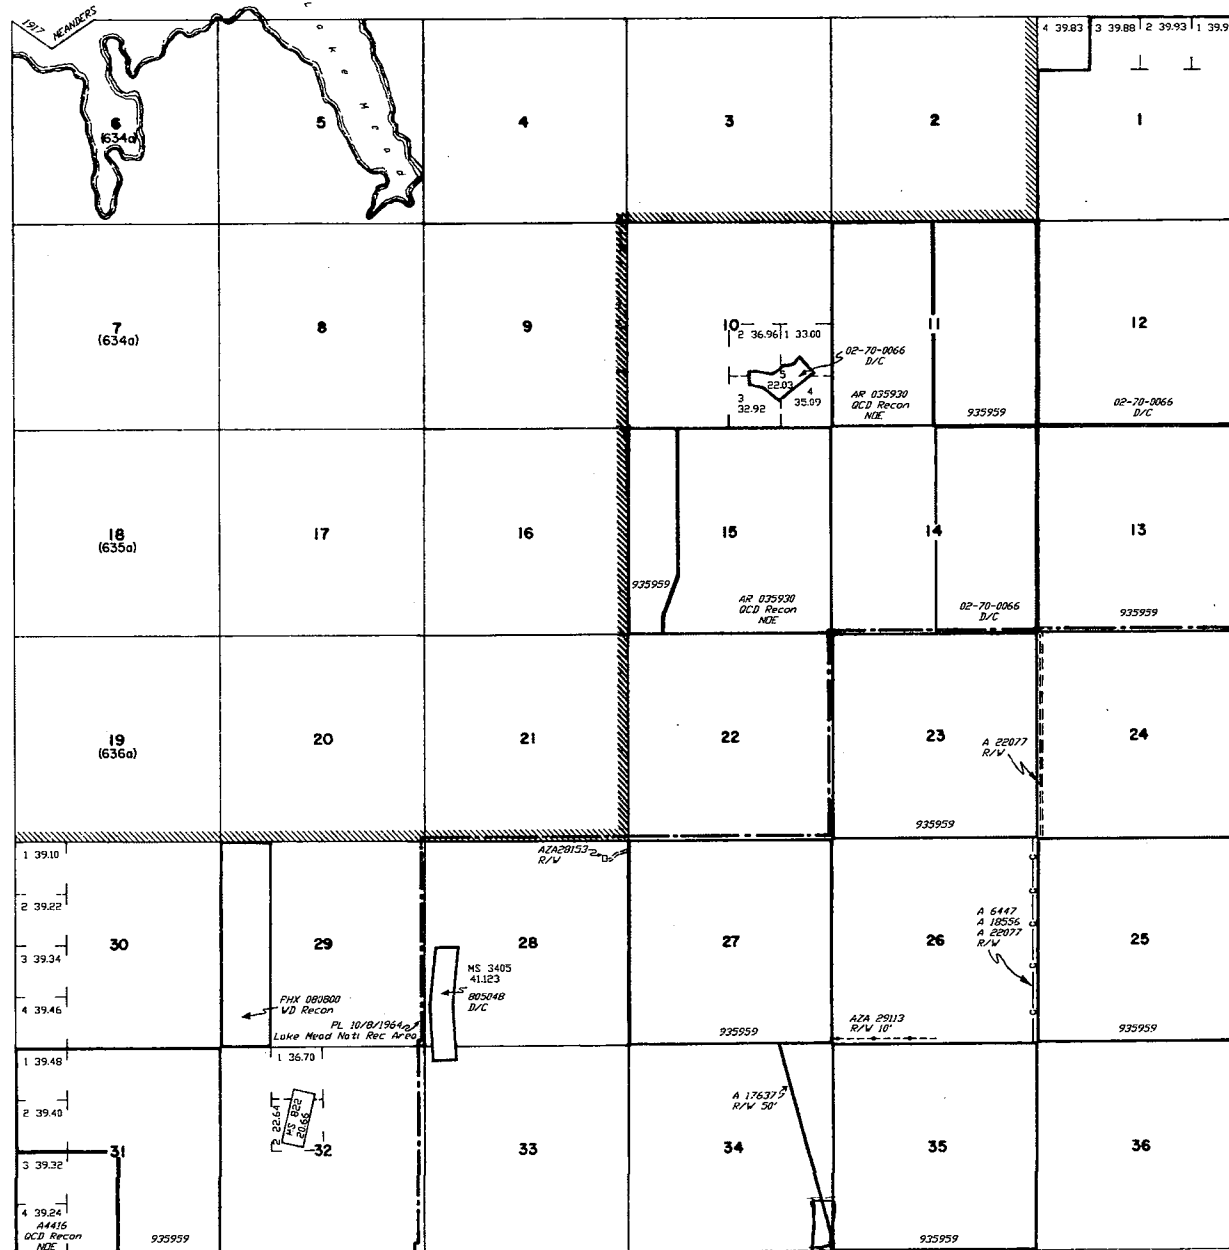 1917 MEANDERS
Lake Mead
4 39.83 3 39.88 2 39.93 1 39.9
6
(634a)
5
4
3
2
1
7
(634a)
8
9
10
2 36.96 1 33.00
5
22.03
3
32.92
4
35.09
02-70-0066
D/C
AR 035930
QCD Recon
NOE
11
935959
12
02-70-0066
D/C
18
(635a)
17
16
15
935959
AR 035930
QCD Recon
NOE
14
02-70-0066
D/C
13
935959
19
(636a)
20
21
22
23
935959
A 22077
R/W
24
1 39.10
2 39.22
3 39.34
4 39.46
30
29
PHX 080800
WD Recon
PL 10/8/1964
Lake Mead Natl Rec Area
AZA28153
R/W
28
MS 3405
41.123
805048
D/C
27
935959
A 6447
A 18556
A 22077
R/W
26
AZA 29113
R/W 10'
25
935959
1 39.48
2 39.40
31
3 39.32
4 39.24
A4416
QCD Recon
NOE
935959
1 36.70
2 22.64
MS 822
20.66
32
33
A 17637
R/W 50'
34
35
935959
36